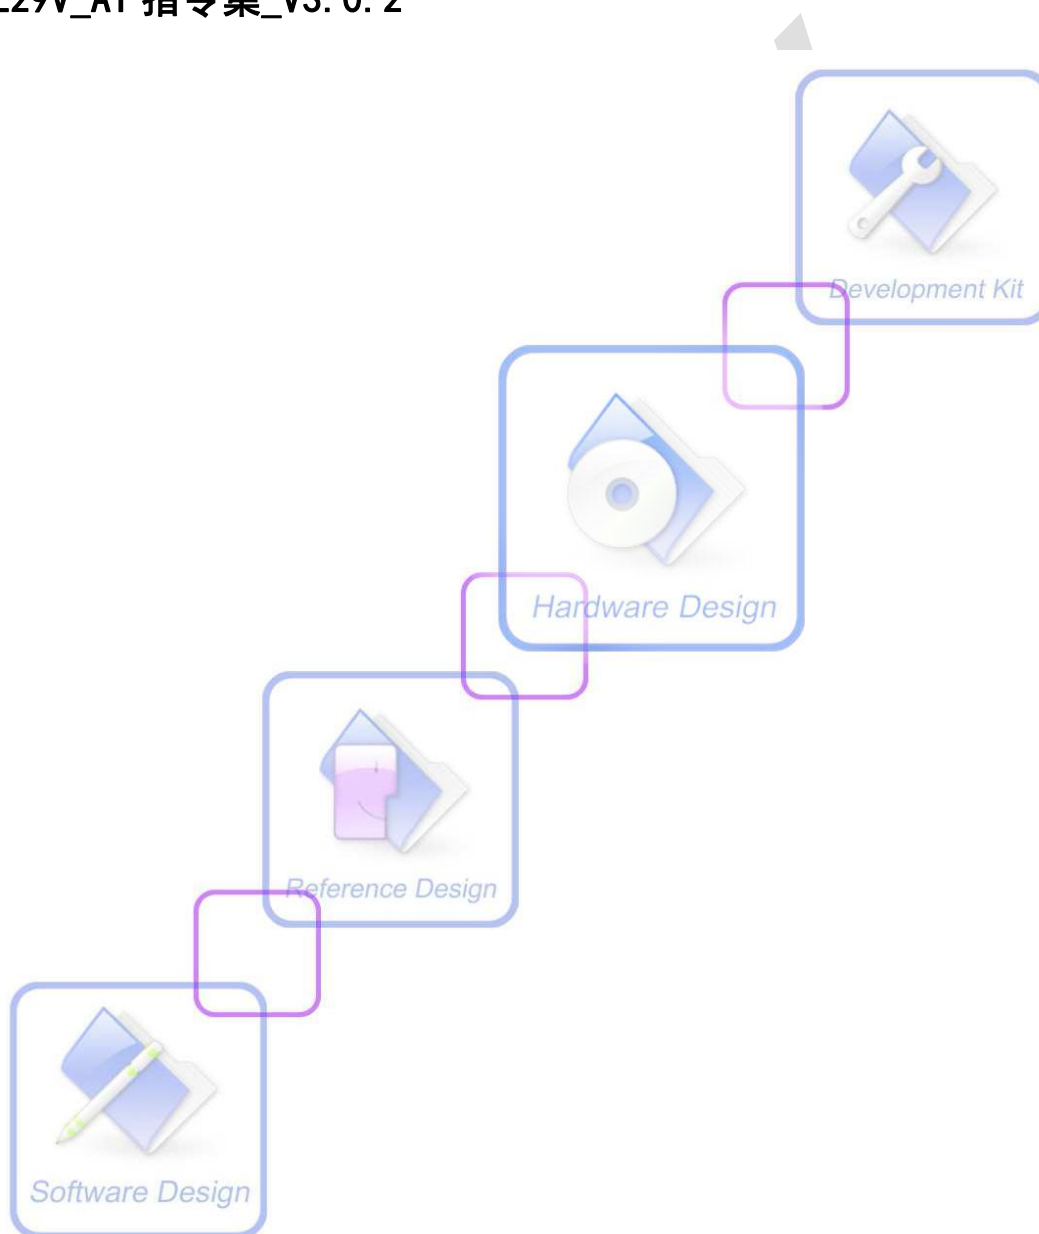 L29V_AT 指令集_V3.0.2
Development Kit
Hardware Design
Reference Design
Software Design